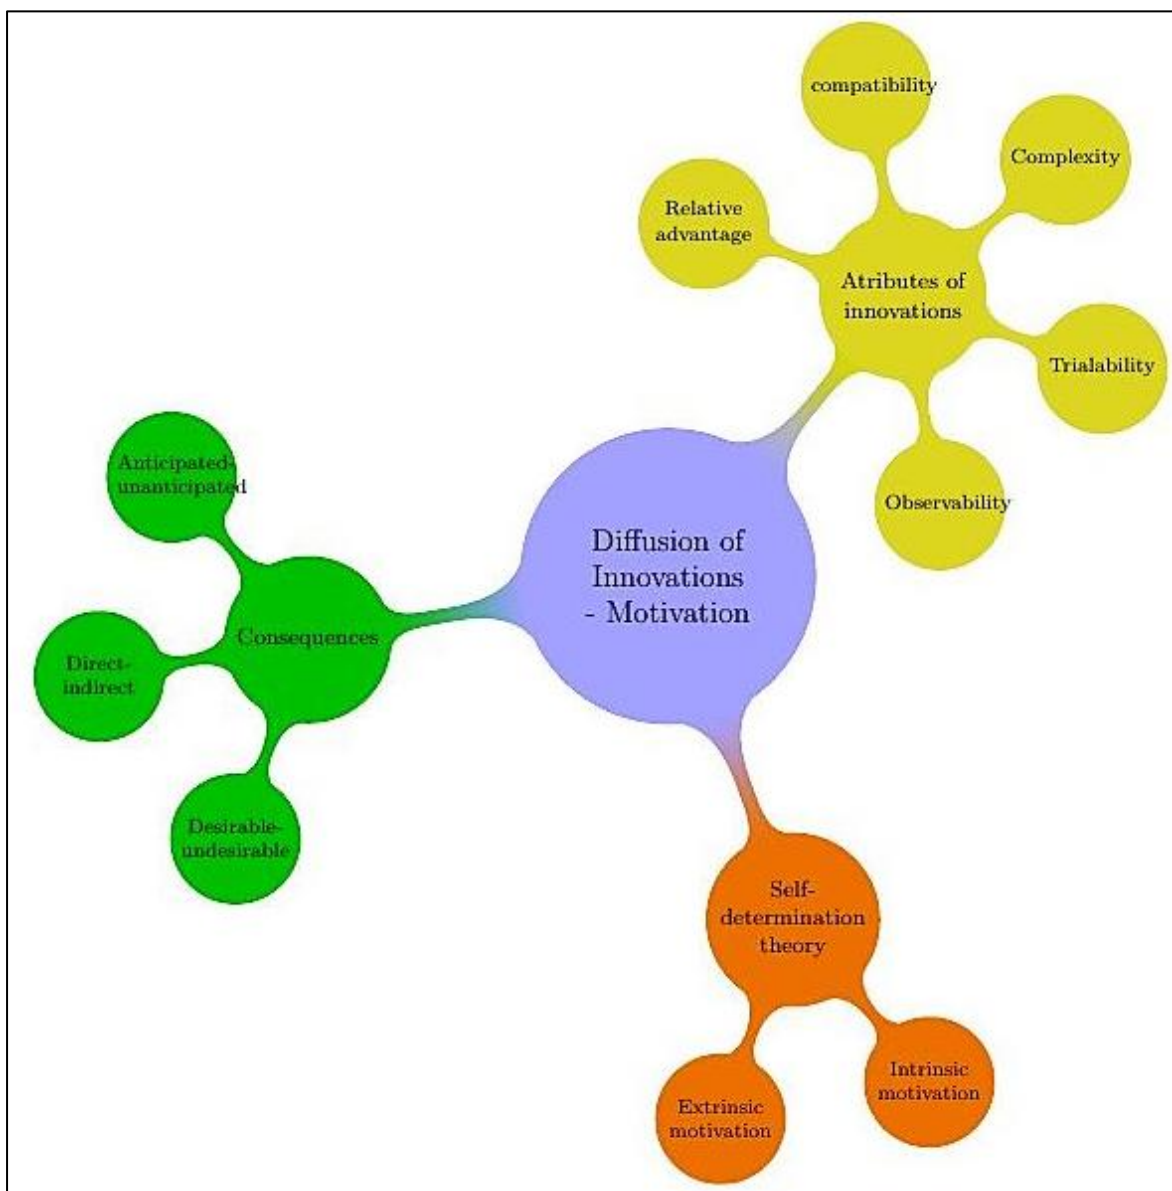 compatibility
Complexity
Relative
advantage
Atributes of
innovations
Trialability
Observability
Anticipated-
unanticipated
Diffusion of
Innovations
- Motivation
Consequences
Direct-
indirect
Desirable-
undesirable
Self-
determination
theory
Intrinsic
motivation
Extrinsic
motivation